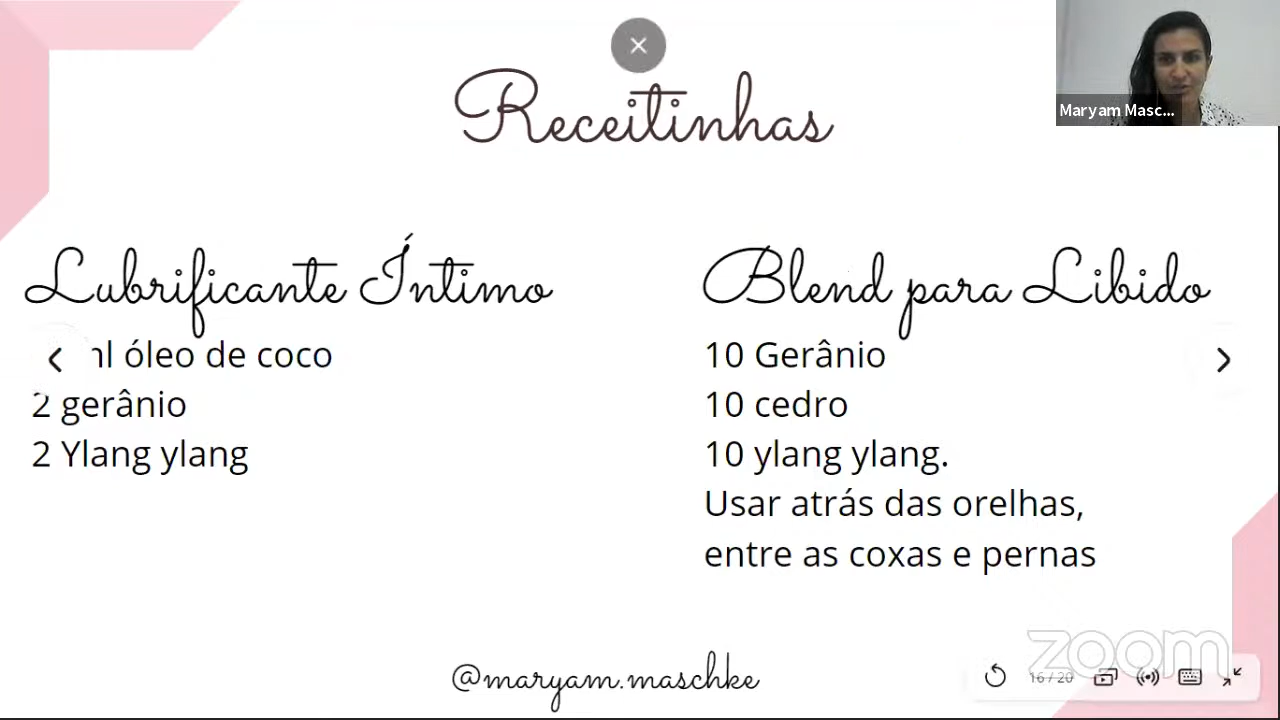 Receitinhas
Maryam Masc...
Lubrificante Íntimo
óleo de coco
2 gerânio
2 Ylang ylang
Blend para Libido
10 Gerânio
10 cedro
10 ylang ylang.
Usar atrás das orelhas,
entre as coxas e pernas
@maryam.maschke
zoom
16 / 20